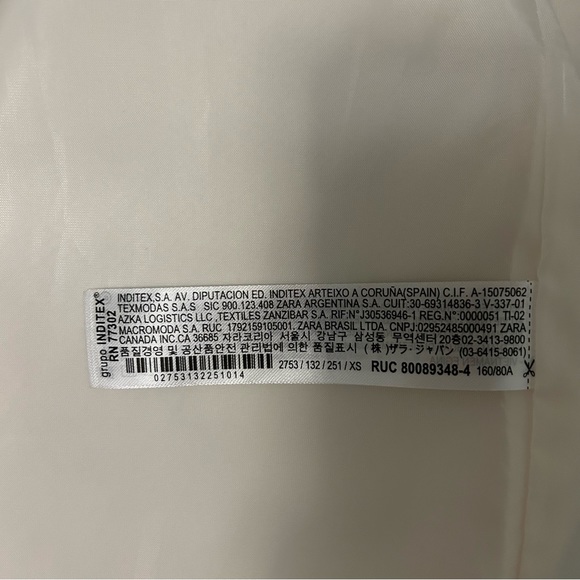 grupo INDITEX®
RN 77302
INDITEX,S.A. AV. DIPUTACION ED. INDITEX ARTEIXO A CORUÑA(SPAIN) C.I.F. A-15075062
TEXMODAS S.A.S SIC 900.123.408 ZARA ARGENTINA S.A. CUIT:30-69314836-3 V-337-01
AZKA LOGISTICS LLC ,TEXTILES ZANZIBAR S.A. RIF:N°J30536946-1 REG.N°:0000051 TI-02
MACROMODA S.A. RUC 1792159105001. ZARA BRASIL LTDA. CNPJ:02952485000491 ZARA
CANADA INC.CA 36685 자라코리아 서울시 강남구 삼성동 무역센터 20층02-3413-9800
품질경영 및 공산품안전 관리법에 의한 품질표시 ( 株 ) ザラ・ジャパン (03-6415-8061)
02753132251014
2753 / 132 / 251 / XS RUC 80089348-4 160/80A